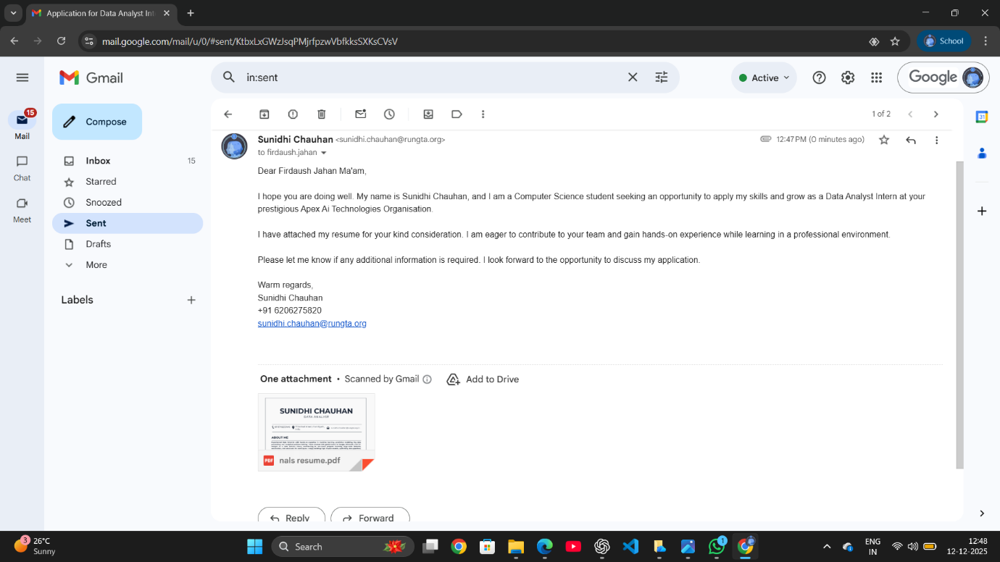 Application for Data Analyst Int
mail.google.com/mail/u/0/#sent/KtbxLxGWzJsqPMjrfpzwVbfkksSXKsCVsV
School
Gmail
in:sent
Active
Google
15
Mail
Chat
Meet
Compose
Inbox 15
Starred
Snoozed
Sent
Drafts
More
Labels
1 of 2
31
Sunidhi Chauhan <sunidhi.chauhan@rungta.org>
12:47 PM (0 minutes ago)
to firdaush.jahan
Dear Firdaush Jahan Ma'am,
I hope you are doing well. My name is Sunidhi Chauhan, and I am a Computer Science student seeking an opportunity to apply my skills and grow as a Data Analyst Intern at your
prestigious Apex Ai Technologies Organisation.
I have attached my resume for your kind consideration. I am eager to contribute to your team and gain hands-on experience while learning in a professional environment.
Please let me know if any additional information is required. I look forward to the opportunity to discuss my application.
Warm regards,
Sunidhi Chauhan
+91 6206275820
sunidhi.chauhan@rungta.org
One attachment • Scanned by Gmail
Add to Drive
SUNIDHI CHAUHAN
DATA ANALYST
ABOUT ME
PDF
nals resume.pdf
Reply
Forward
3
26°C
Sunny
Search
1
ENG
IN
12:48
12-12-2025